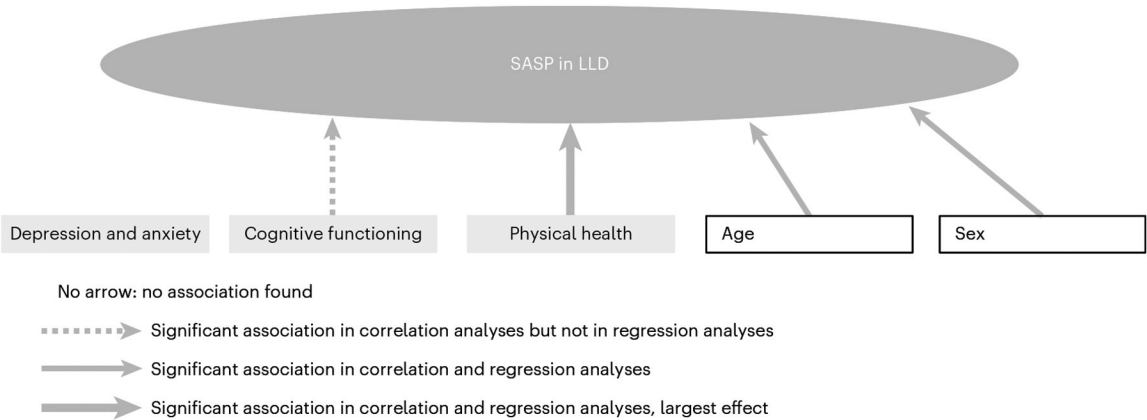 SASP in LLD
Depression and anxiety
Cognitive functioning
Physical health
Age
Sex
No arrow: no association found
Significant association in correlation analyses but not in regression analyses
Significant association in correlation and regression analyses
Significant association in correlation and regression analyses, largest effect